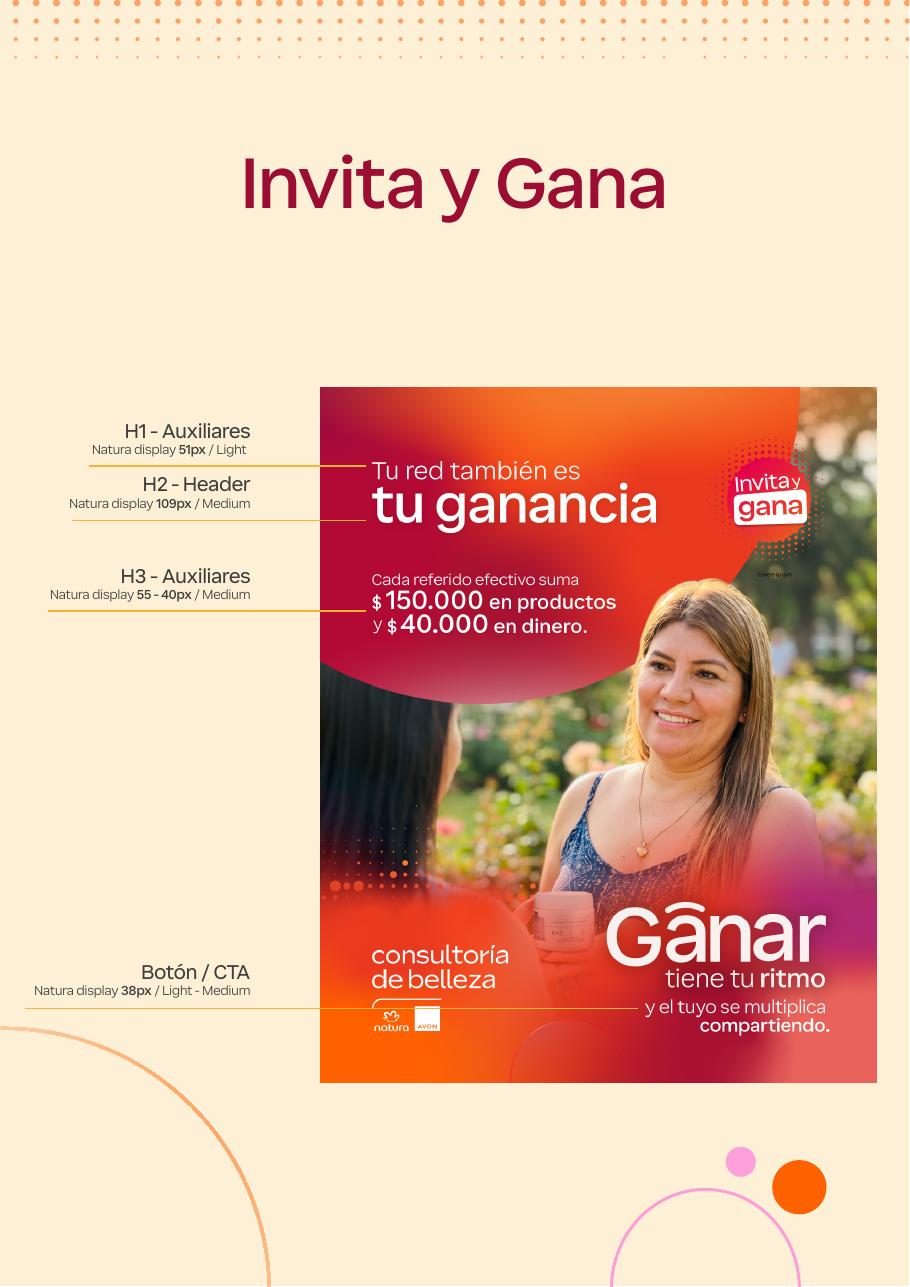 Invita y Gana
H1 - Auxiliares
Natura display 51px / Light
H2 - Header
Natura display 109px / Medium
H3 - Auxiliares
Natura display 55 - 40px / Medium
Botón / CTA
Natura display 38px / Light - Medium
Tu red también es
tu ganancia
Invita y
gana
Lorem ipsum
Cada referido efectivo suma
$ 150.000 en productos
y $ 40.000 en dinero.
consultoría
de belleza
natura
AVON
Ganar
tiene tu ritmo
y el tuyo se multiplica
compartiendo.